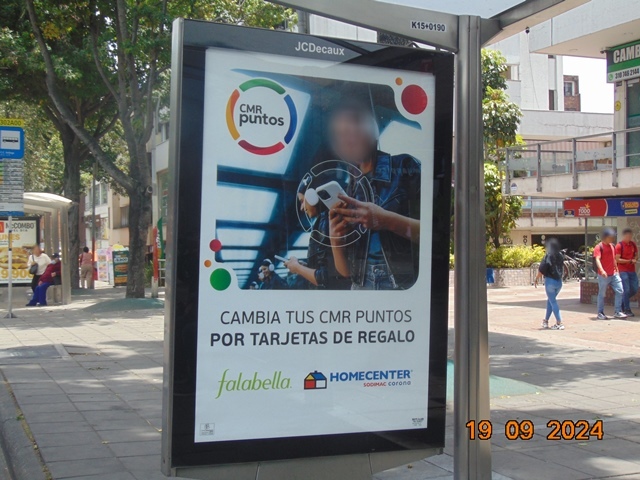 K15+0190
JCDecaux
CMR
puntos
CAMBIA TUS CMR PUNTOS
POR TARJETAS DE REGALO
falabella.
HOMECENTER
SODIMAC corona
19 09 2024